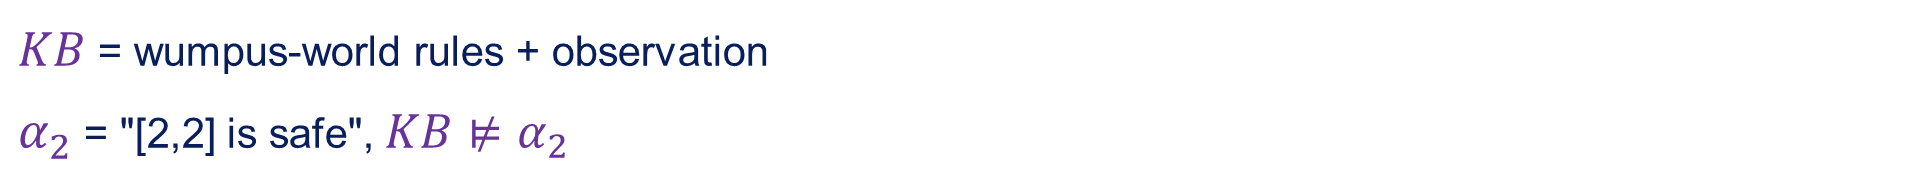 𝐾𝐵 = wumpus-world rules + observation
𝛼₂ = "[2,2] is safe", 𝐾𝐵 ⊭ 𝛼₂